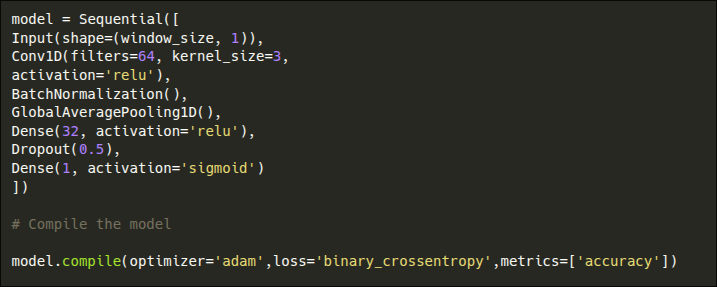 model = Sequential([
Input(shape=(window_size, 1)),
Conv1D(filters=64, kernel_size=3,
activation='relu'),
BatchNormalization(),
GlobalAveragePooling1D(),
Dense(32, activation='relu'),
Dropout(0.5),
Dense(1, activation='sigmoid')
])
# Compile the model
model.compile(optimizer='adam',loss='binary_crossentropy',metrics=['accuracy'])